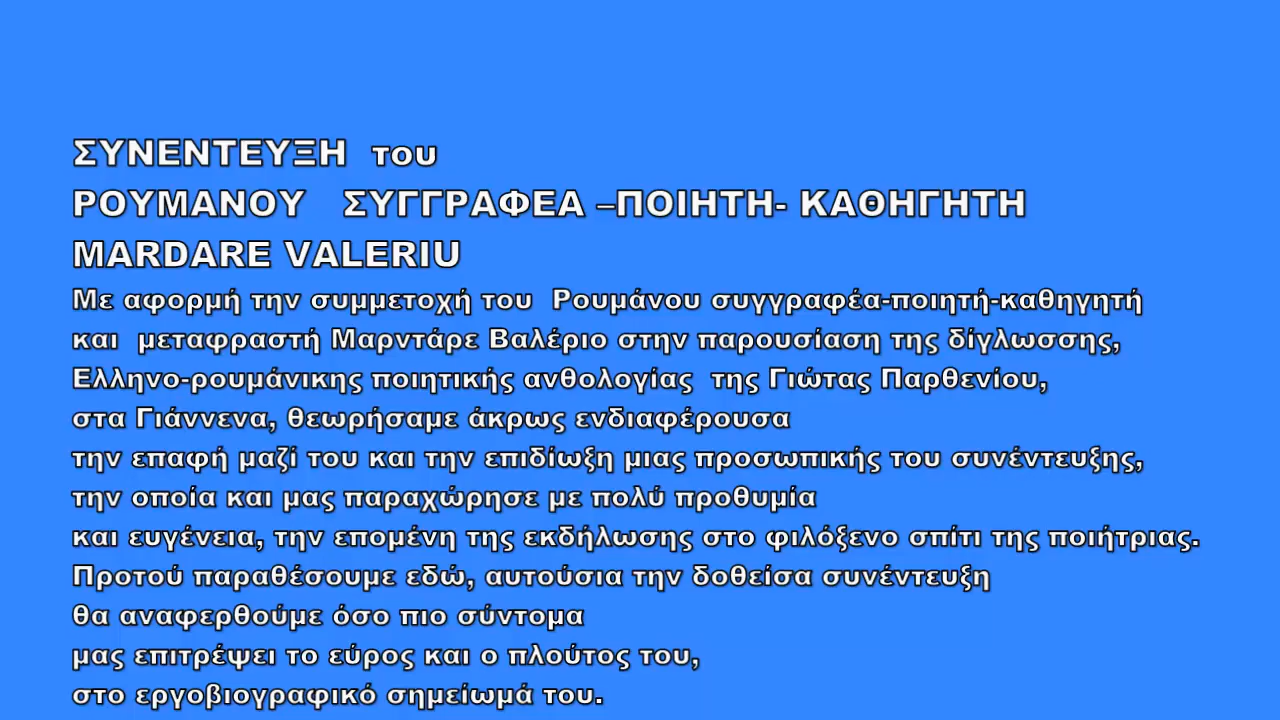 ΣΥΝΕΝΤΕΥΞΗ του
ΡΟΥΜΑΝΟΥ ΣΥΓΓΡΑΦΕΑ –ΠΟΙΗΤΗ- ΚΑΘΗΓΗΤΗ
MARDARE VALERIU
Με αφορμή την συμμετοχή του Ρουμάνου συγγραφέα-ποιητή-καθηγητή
και μεταφραστή Μαρντάρε Βαλέριο στην παρουσίαση της δίγλωσσης,
Ελληνο-ρουμάνικης ποιητικής ανθολογίας της Γιώτας Παρθενίου,
στα Γιάννενα, θεωρήσαμε άκρως ενδιαφέρουσα
την επαφή μαζί του και την επιδίωξη μιας προσωπικής του συνέντευξης,
την οποία και μας παραχώρησε με πολύ προθυμία
και ευγένεια, την επομένη της εκδήλωσης στο φιλόξενο σπίτι της ποιήτριας.
Προτού παραθέσουμε εδώ, αυτούσια την δοθείσα συνέντευξη
θα αναφερθούμε όσο πιο σύντομα
μας επιτρέψει το εύρος και ο πλούτος του,
στο εργοβιογραφικό σημείωμά του.